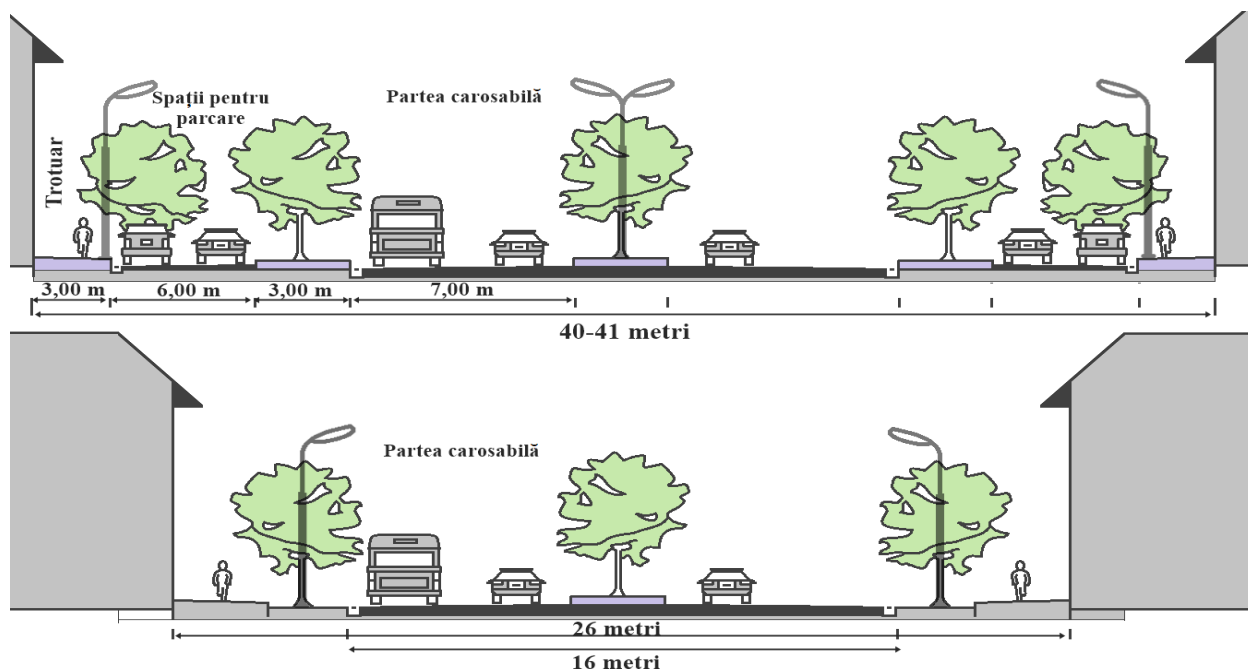 Spații pentru
parcare
Partea carosabilă
Trotuar
3,00 m
6,00 m
3,00 m
7,00 m
40-41 metri
Partea carosabilă
26 metri
16 metri